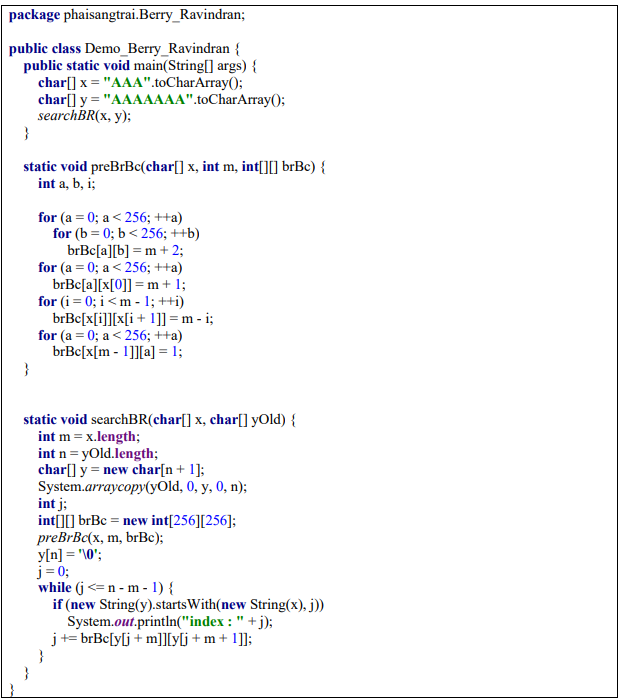 package phaisangtrai.Berry_Ravindran;
public class Demo_Berry_Ravindran {
public static void main(String[] args) {
char[] x = "AAA".toCharArray();
char[] y = "AAAAAAA".toCharArray();
searchBR(x, y);
}
static void preBrBc(char[] x, int m, int[][] brBc) {
int a, b, i;
for (a = 0; a < 256; ++a)
for (b = 0; b < 256; ++b)
brBc[a][b] = m + 2;
for (a = 0; a < 256; ++a)
brBc[a][x[0]] = m + 1;
for (i = 0; i < m - 1; ++i)
brBc[x[i]][x[i + 1]] = m - i;
for (a = 0; a < 256; ++a)
brBc[x[m - 1]][a] = 1;
}
static void searchBR(char[] x, char[] yOld) {
int m = x.length;
int n = yOld.length;
char[] y = new char[n + 1];
System.arraycopy(yOld, 0, y, 0, n);
int j;
int[][] brBc = new int[256][256];
preBrBc(x, m, brBc);
y[n] = '\0';
j = 0;
while (j <= n - m - 1) {
if (new String(y).startsWith(new String(x), j))
System.out.println("index : " + j);
j += brBc[y[j + m]][y[j + m + 1]];
}
}
}